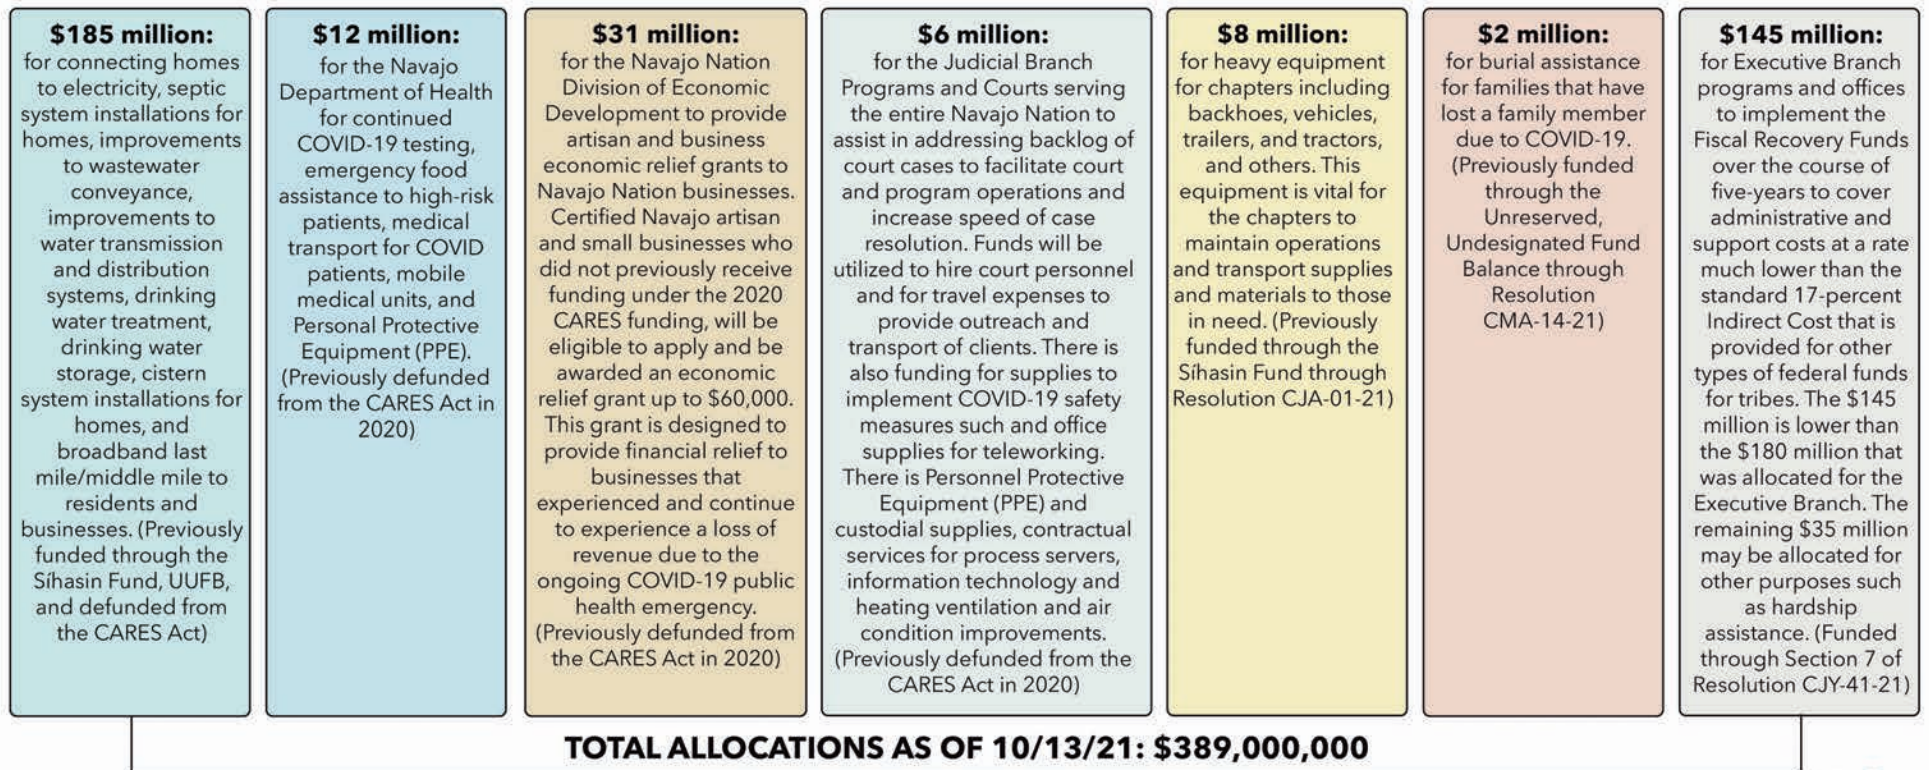 $185 million:
for connecting homes
to electricity, septic
system installations for
homes, improvements
to wastewater
conveyance,
improvements to
water transmission
and distribution
systems, drinking
water treatment,
drinking water
storage, cistern
system installations for
homes, and
broadband last
mile/middle mile to
residents and
businesses. (Previously
funded through the
Síhasin Fund, UUFB,
and defunded from
the CARES Act)
$12 million:
for the Navajo
Department of Health
for continued
COVID-19 testing,
emergency food
assistance to high-risk
patients, medical
transport for COVID
patients, mobile
medical units, and
Personal Protective
Equipment (PPE).
(Previously defunded
from the CARES Act in
2020)
$31 million:
for the Navajo Nation
Division of Economic
Development to provide
artisan and business
economic relief grants to
Navajo Nation businesses.
Certified Navajo artisan
and small businesses who
did not previously receive
funding under the 2020
CARES funding, will be
eligible to apply and be
awarded an economic
relief grant up to $60,000.
This grant is designed to
provide financial relief to
businesses that
experienced and continue
to experience a loss of
revenue due to the
ongoing COVID-19 public
health emergency.
(Previously defunded from
the CARES Act in 2020)
$6 million:
for the Judicial Branch
Programs and Courts serving
the entire Navajo Nation to
assist in addressing backlog of
court cases to facilitate court
and program operations and
increase speed of case
resolution. Funds will be
utilized to hire court personnel
and for travel expenses to
provide outreach and
transport of clients. There is
also funding for supplies to
implement COVID-19 safety
measures such and office
supplies for teleworking.
There is Personnel Protective
Equipment (PPE) and
custodial supplies, contractual
services for process servers,
information technology and
heating ventilation and air
condition improvements.
(Previously defunded from the
CARES Act in 2020)
$8 million:
for heavy equipment
for chapters including
backhoes, vehicles,
trailers, and tractors,
and others. This
equipment is vital for
the chapters to
maintain operations
and transport supplies
and materials to those
in need. (Previously
funded through the
Síhasin Fund through
Resolution CJA-01-21)
$2 million:
for burial assistance
for families that have
lost a family member
due to COVID-19.
(Previously funded
through the
Unreserved,
Undesignated Fund
Balance through
Resolution
CMA-14-21)
$145 million:
for Executive Branch
programs and offices
to implement the
Fiscal Recovery Funds
over the course of
five-years to cover
administrative and
support costs at a rate
much lower than the
standard 17-percent
Indirect Cost that is
provided for other
types of federal funds
for tribes. The $145
million is lower than
the $180 million that
was allocated for the
Executive Branch. The
remaining $35 million
may be allocated for
other purposes such
as hardship
assistance. (Funded
through Section 7 of
Resolution CJY-41-21)
TOTAL ALLOCATIONS AS OF 10/13/21: $389,000,000